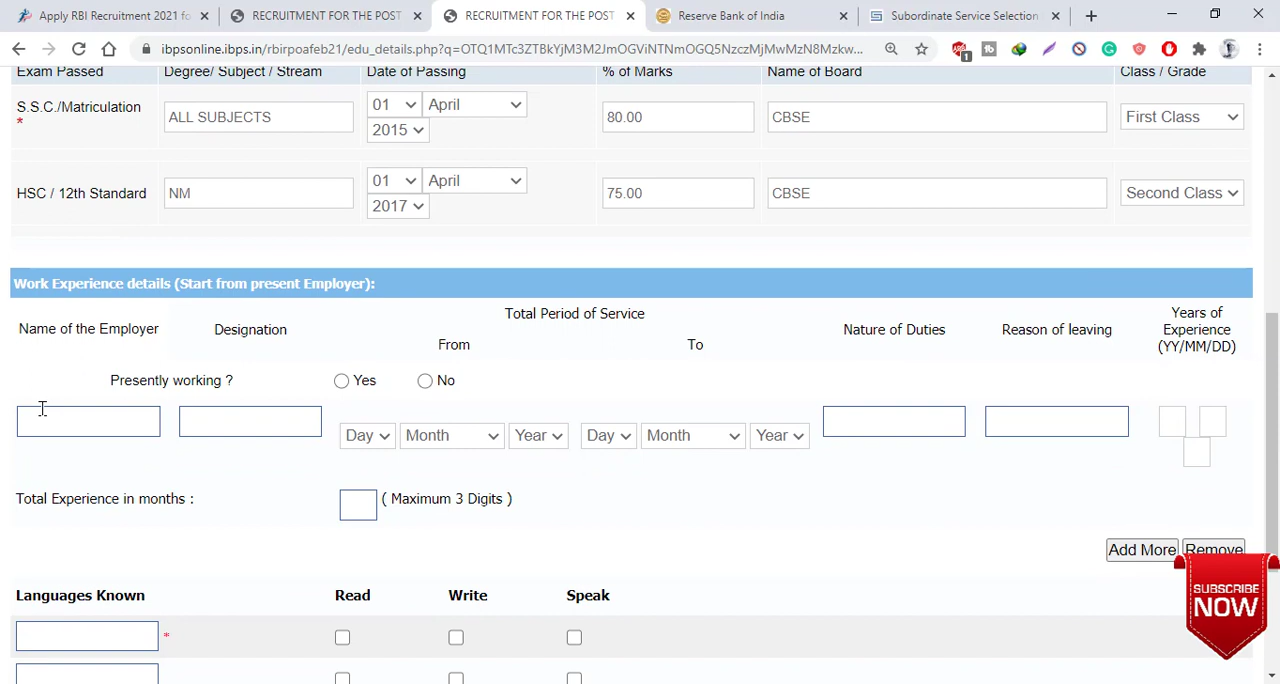 Apply RBI Recruitment 2021 fo
RECRUITMENT FOR THE POST
RECRUITMENT FOR THE POST
Reserve Bank of India
Subordinate Service Selection
ibpsonline.ibps.in/rbirpoafeb21/edu_details.php?q=OTQ1MTc3ZTBkYjM3M2JmOGViNTNmOGQ5NzczMjMwMzN8Mzkw...
Exam Passed Degree/ Subject / Stream Date of Passing % of Marks Name of Board Class / Grade
S.S.C./Matriculation
*
ALL SUBJECTS
01 April
2015
80.00
CBSE
First Class
HSC / 12th Standard
NM
01 April
2017
75.00
CBSE
Second Class
Work Experience details (Start from present Employer):
Name of the Employer
Designation
Total Period of Service
From To
Nature of Duties
Reason of leaving
Years of
Experience
(YY/MM/DD)
Presently working ? Yes No
Day Month Year Day Month Year
Total Experience in months : ( Maximum 3 Digits )
Add More Remove
SUBSCRIBE
NOW
Languages Known Read Write Speak
*